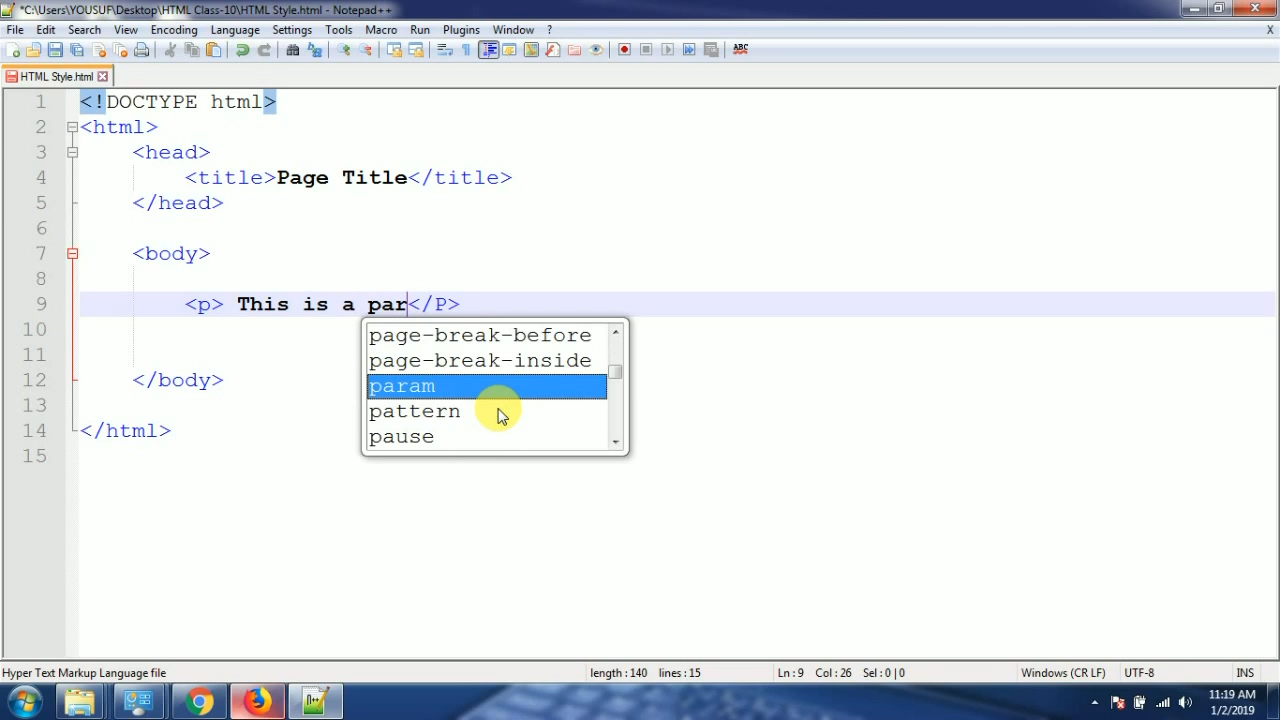 *C:\Users\YOUSUF\Desktop\HTML Class-10\HTML Style.html - Notepad++
File Edit Search View Encoding Language Settings Tools Macro Run Plugins Window ? X
ABC
HTML Style.html
1 <!DOCTYPE html>
2 <html>
3 <head>
4 <title>Page Title</title>
5 </head>
6
7 <body>
8
9 <p> This is a par</P>
10
11
12 </body>
13
14 </html>
15
page-break-before
page-break-inside
param
pattern
pause
Hyper Text Markup Language file length : 140 lines : 15 Ln : 9 Col : 26 Sel : 0 | 0 Windows (CR LF) UTF-8 INS
11:19 AM
1/2/2019